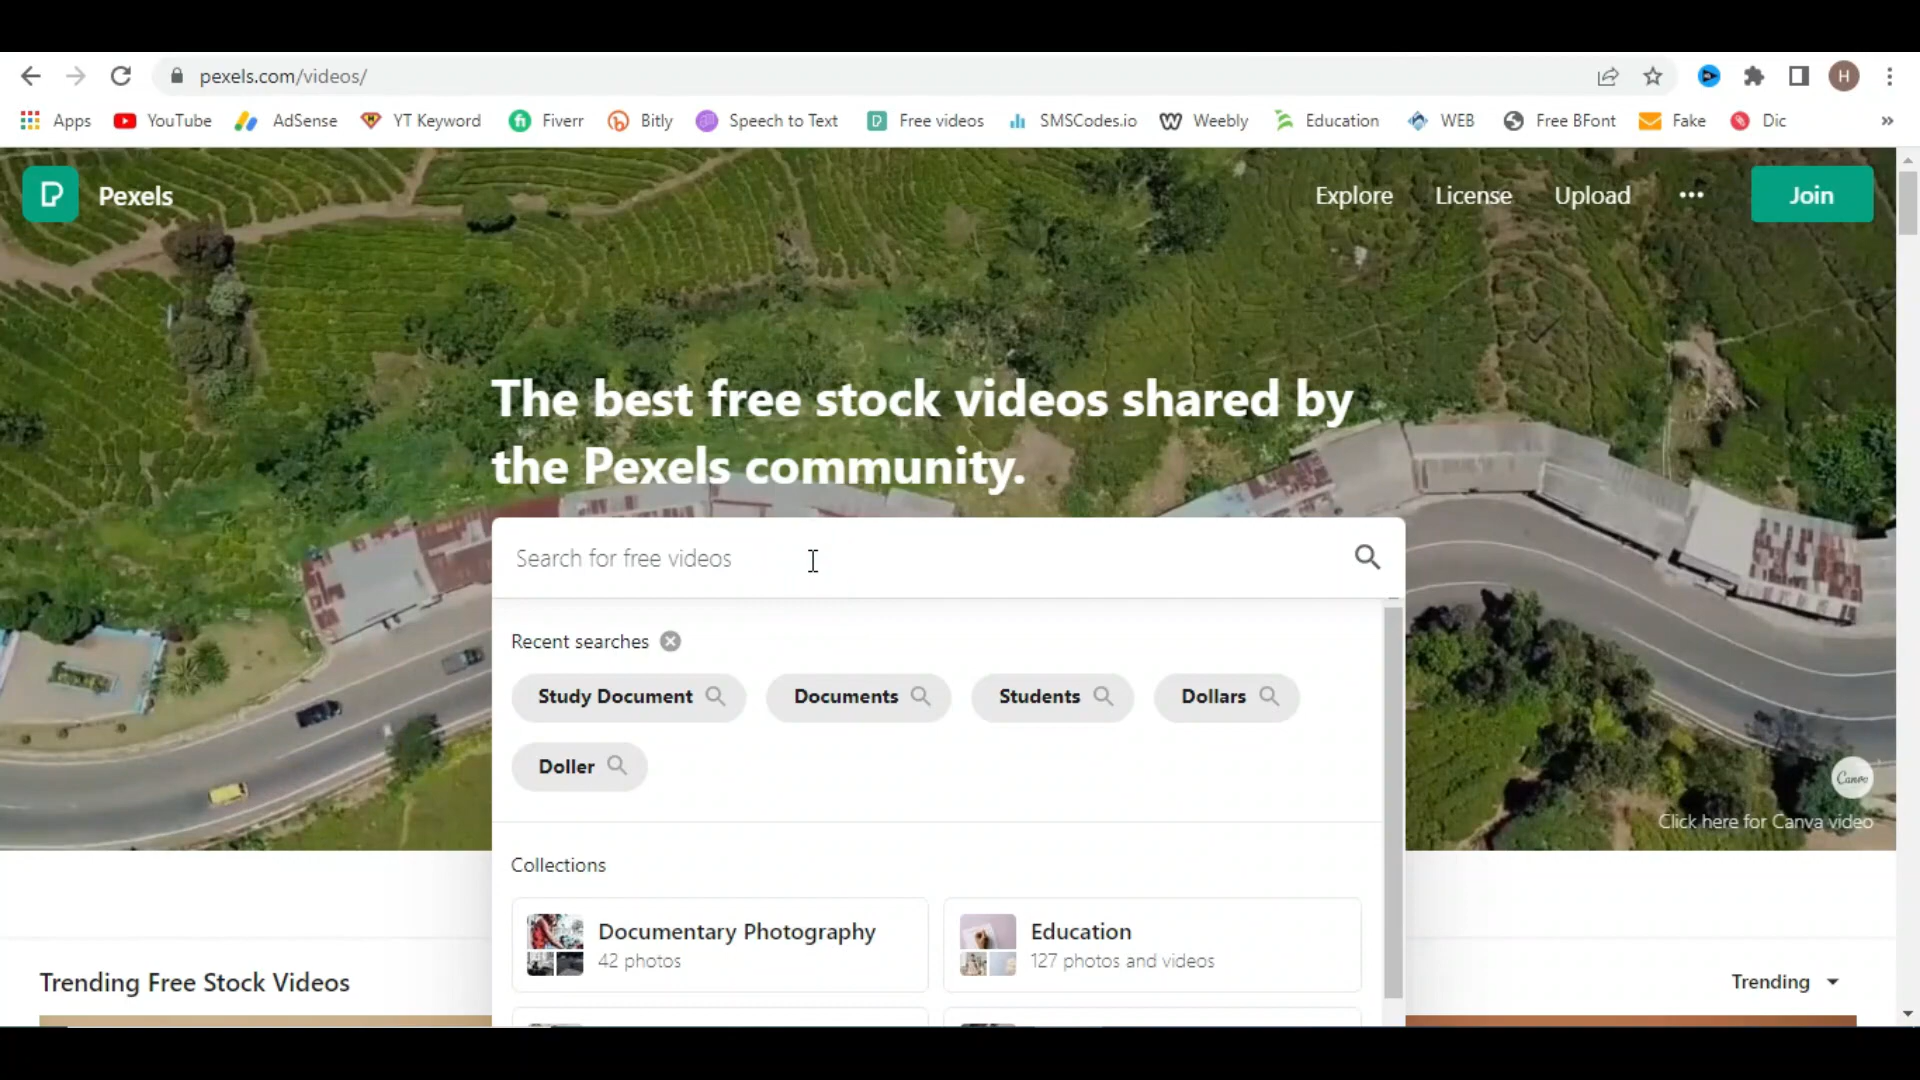 pexels.com/videos/
H
Apps YouTube AdSense YT Keyword Fiverr Bitly Speech to Text Free videos SMSCodes.io Weebly Education WEB Free BFont Fake Dic »
Pexels Explore License Upload ••• Join
The best free stock videos shared by
the Pexels community.
Search for free videos
Recent searches
Study Document Documents Students Dollars
Doller
Canva
Click here for Canva video
Collections
Documentary Photography
42 photos
Education
127 photos and videos
Trending Free Stock Videos
Trending